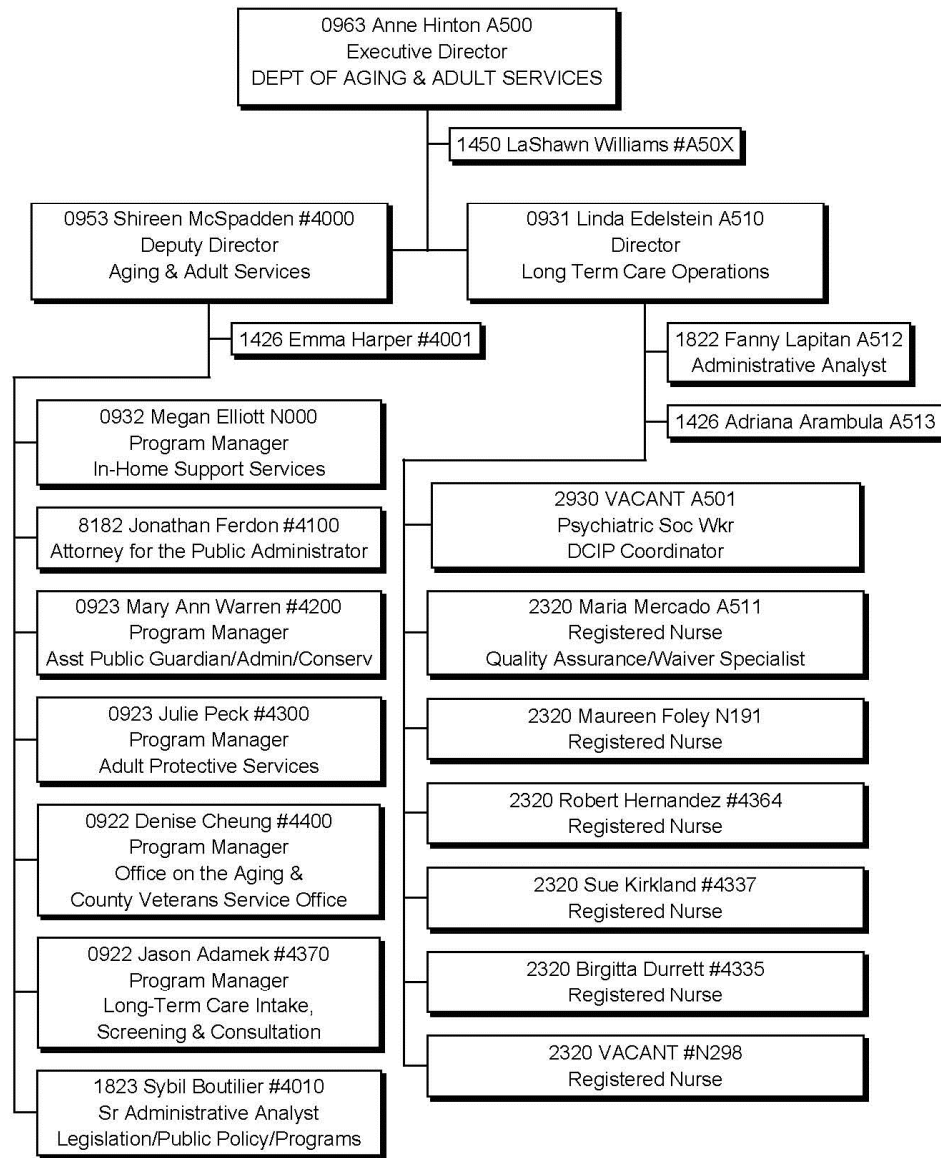 0963 Anne Hinton A500
Executive Director
DEPT OF AGING & ADULT SERVICES
1450 LaShawn Williams #A50X
0953 Shireen McSpadden #4000
Deputy Director
Aging & Adult Services
0931 Linda Edelstein A510
Director
Long Term Care Operations
1426 Emma Harper #4001
1822 Fanny Lapitan A512
Administrative Analyst
1426 Adriana Arambula A513
0932 Megan Elliott N000
Program Manager
In-Home Support Services
8182 Jonathan Ferdon #4100
Attorney for the Public Administrator
0923 Mary Ann Warren #4200
Program Manager
Asst Public Guardian/Admin/Conserv
0923 Julie Peck #4300
Program Manager
Adult Protective Services
0922 Denise Cheung #4400
Program Manager
Office on the Aging &
County Veterans Service Office
0922 Jason Adamek #4370
Program Manager
Long-Term Care Intake,
Screening & Consultation
1823 Sybil Boutilier #4010
Sr Administrative Analyst
Legislation/Public Policy/Programs
2930 VACANT A501
Psychiatric Soc Wkr
DCIP Coordinator
2320 Maria Mercado A511
Registered Nurse
Quality Assurance/Waiver Specialist
2320 Maureen Foley N191
Registered Nurse
2320 Robert Hernandez #4364
Registered Nurse
2320 Sue Kirkland #4337
Registered Nurse
2320 Birgitta Durrett #4335
Registered Nurse
2320 VACANT #N298
Registered Nurse